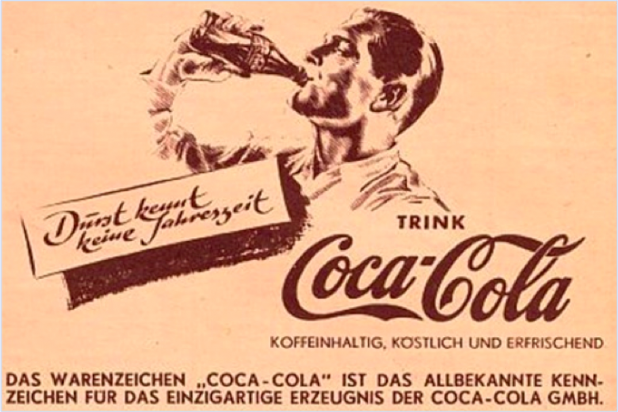 Durst kennt
keine Jahreszeit
TRINK
Coca-Cola
KOFFEINHALTIG, KÖSTLICH UND ERFRISCHEND
DAS WARENZEICHEN „COCA-COLA" IST DAS ALLBEKANNTE KENN-
ZEICHEN FÜR DAS EINZIGARTIGE ERZEUGNIS DER COCA-COLA GMBH.